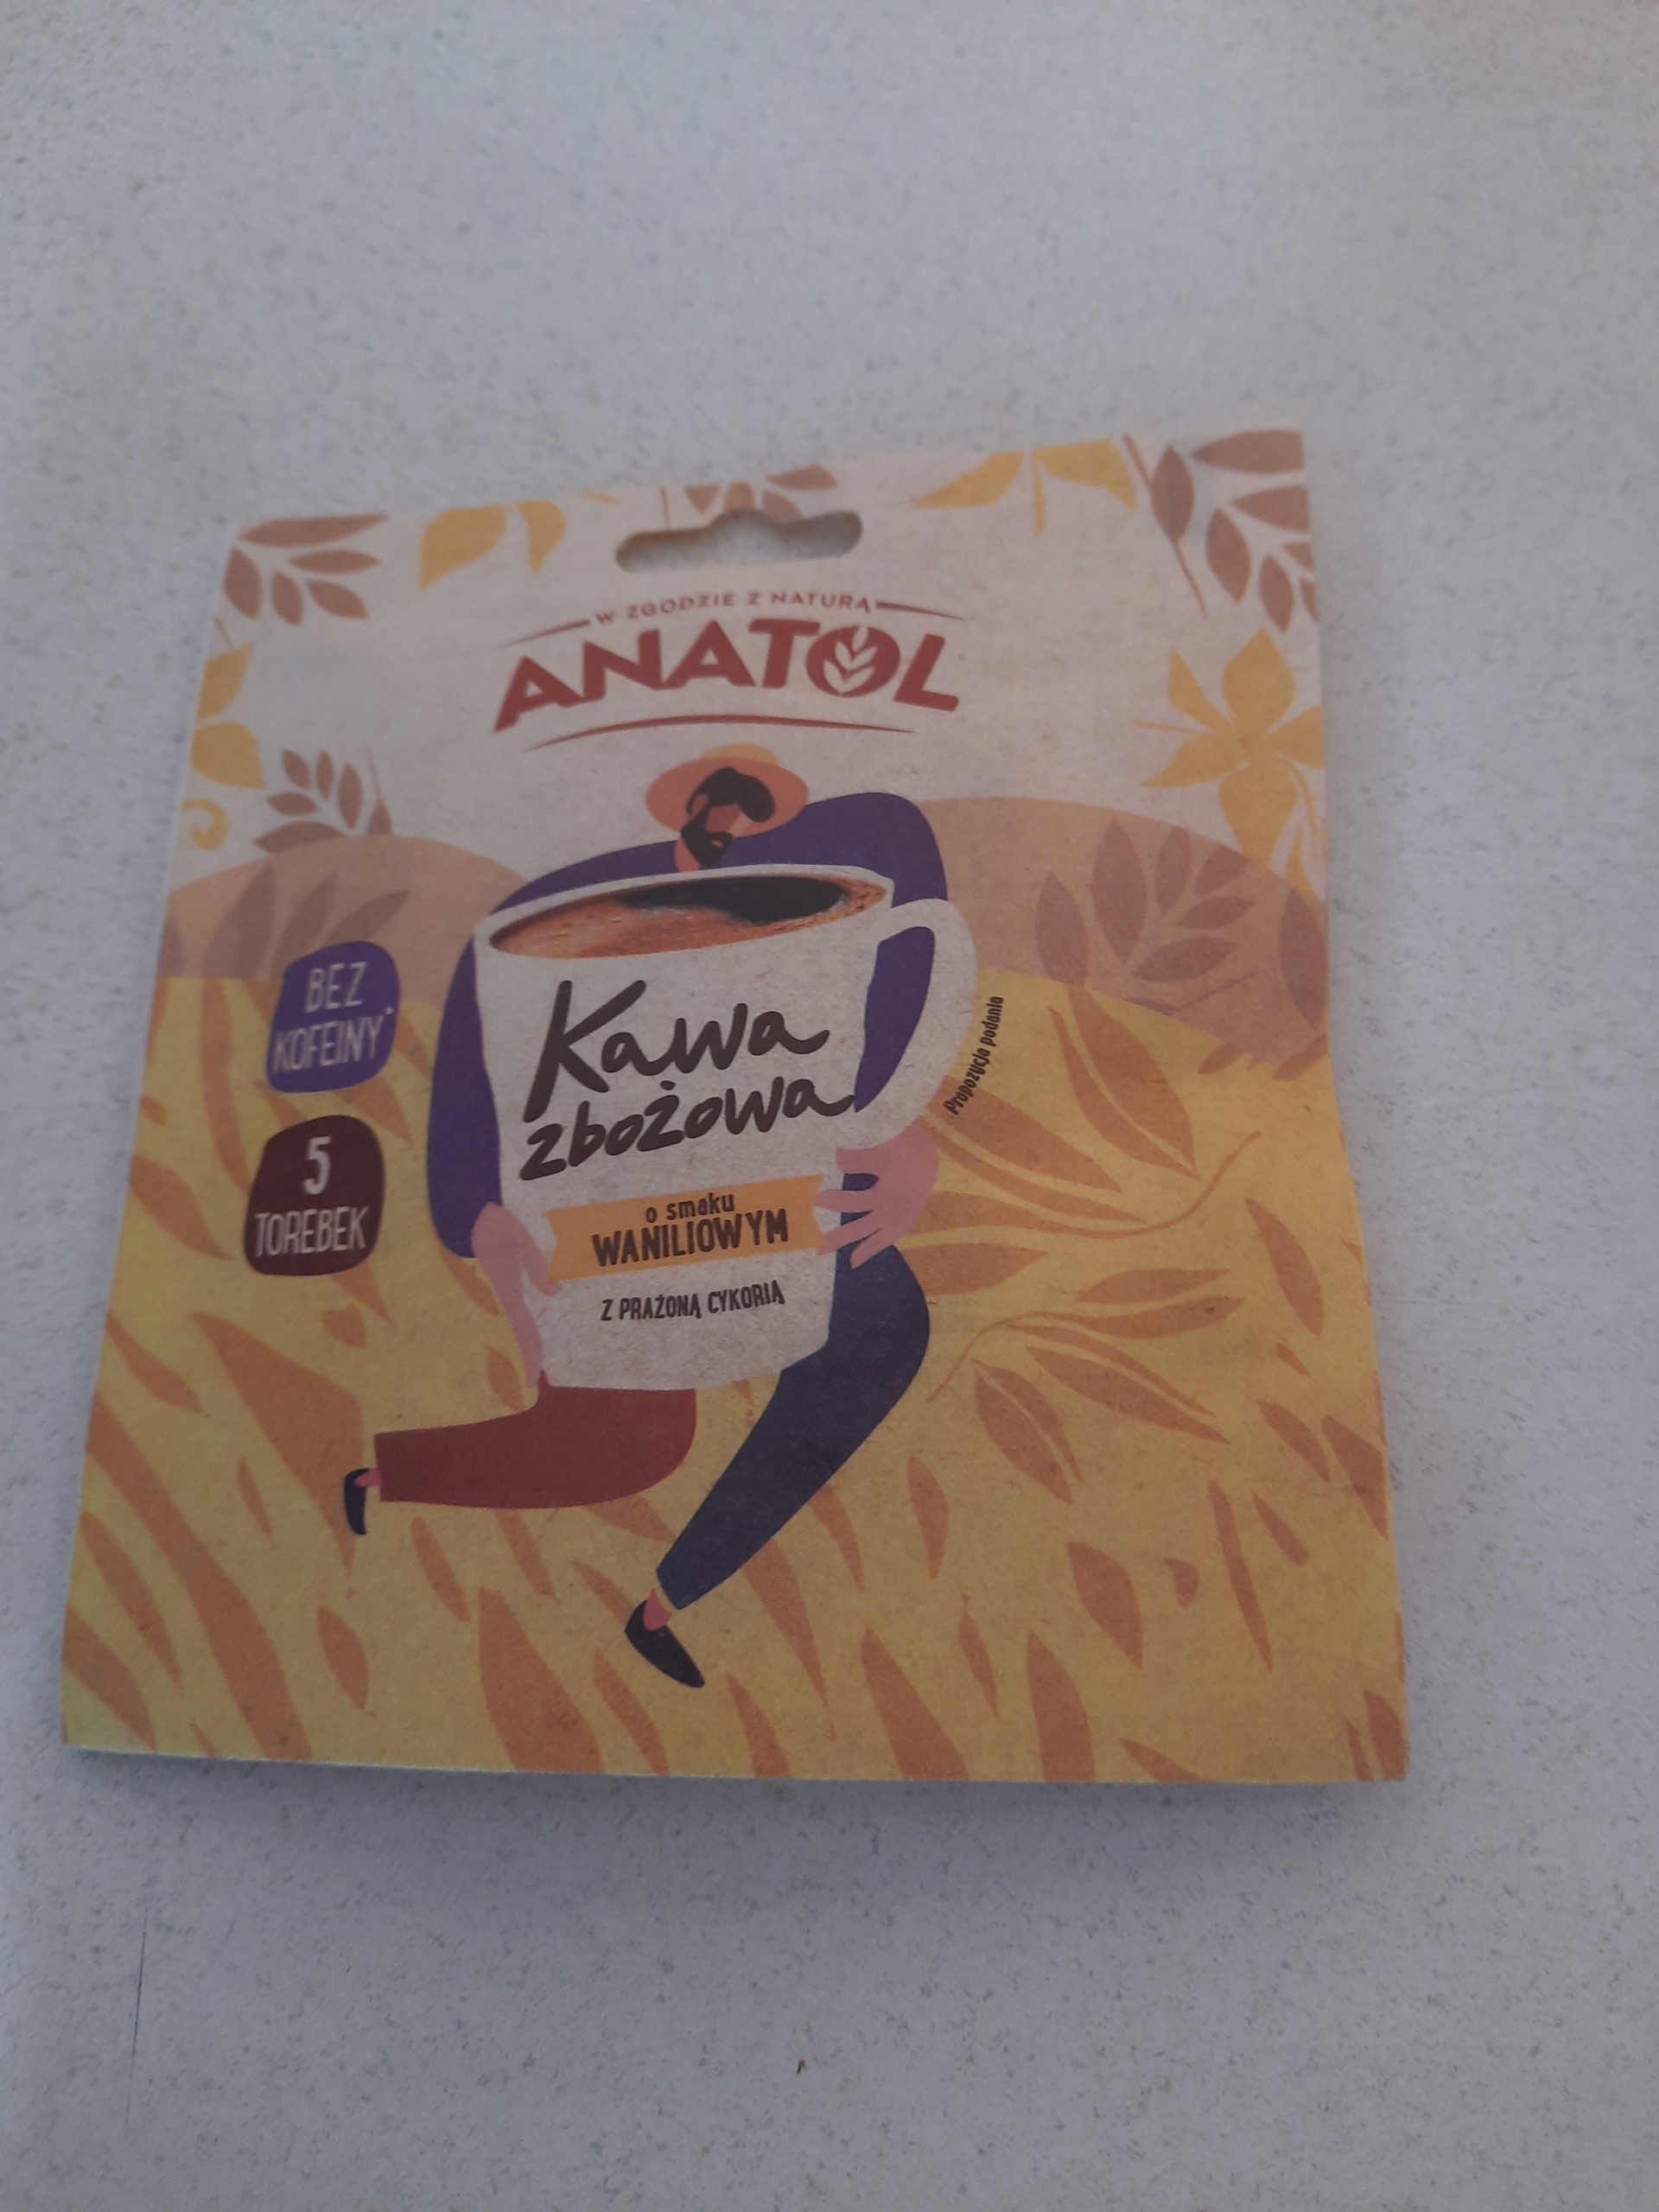 W ZGODZIE Z NATURĄ
ANATOL
BEZ
KOFEINY*
5
TOREBEK
Kawa
zbożowa
o smaku
WANILIOWYM
Z PRAŻONĄ CYKORIĄ
Propozycja podania